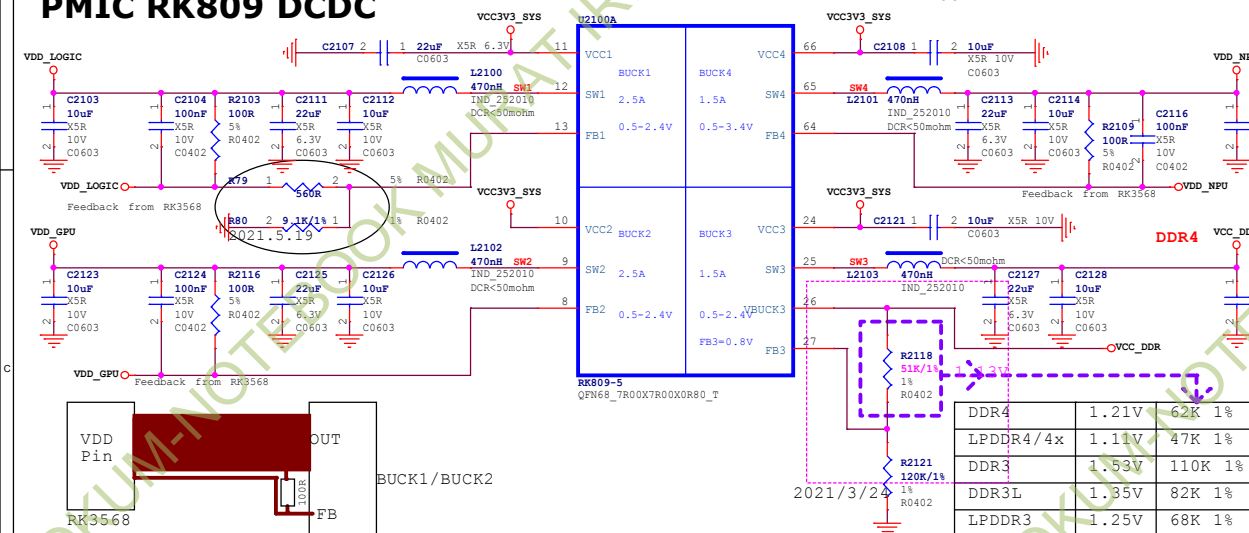 PMIC RK809 DCDC
VCC3V3_SYS
U2100A
VCC3V3_SYS
C2107 2 1 22uF X5R 6.3V
C0603
11 VCC1
VCC4 66
C2108 1 2 10uF
X5R 10V
C0603
VDD_LOGIC
L2100
470nH SW1
IND_252010
DCR<50mohm
12 SW1
BUCK1
2.5A
0.5-2.4V
BUCK4
1.5A
0.5-3.4V
SW4 65 SW4
L2101 470nH
IND_252010
DCR<50mohm
13 FB1
FB4 64
C2103
10uF
X5R
10V
C0603
C2104
100nF
X5R
10V
C0402
R2103
100R
5%
R0402
C2111
22uF
X5R
6.3V
C0603
C2112
10uF
X5R
10V
C0603
C2113
22uF
X5R
6.3V
C0603
C2114
10uF
X5R
10V
C0603
R2109
100R
5%
R0402
C2116
100nF
X5R
10V
C0402
VDD_LOGIC
Feedback from RK3568
R79 1 2 5% R0402
560R
R80 2 9.1K/1% 1 1% R0402
2021.5.19
VDD_NPU
Feedback from RK3568
VCC3V3_SYS
VCC3V3_SYS
10 VCC2
BUCK2
2.5A
0.5-2.4V
BUCK3
1.5A
0.5-2.4V
FB3=0.8V
VCC3 24
C2121 1 2 10uF X5R 10V
C0603
DDR4
VDD_GPU
L2102
470nH SW2
IND_252010
DCR<50mohm
9 SW2
SW3 25 SW3
L2103 470nH
DCR<50mohm
IND_252010
8 FB2
VBUCK3 26
FB3 27
C2123
10uF
X5R
10V
C0603
C2124
100nF
X5R
10V
C0402
R2116
100R
5%
R0402
C2125
22uF
X5R
6.3V
C0603
C2126
10uF
X5R
10V
C0603
C2127
22uF
X5R
6.3V
C0603
C2128
10uF
X5R
10V
C0603
VCC_DDR
VDD_GPU
Feedback from RK3568
RK809-5
QFN68_7R00X7R00X0R80_T
R2118
51K/1%
1%
R0402
R2121
120K/1%
1%
R0402
2021/3/24
C
VDD
Pin
OUT
100R
FB
RK3568
BUCK1/BUCK2
DDR4 1.21V 62K 1%
LPDDR4/4x 1.11V 47K 1%
DDR3 1.53V 110K 1%
DDR3L 1.35V 82K 1%
LPDDR3 1.25V 68K 1%